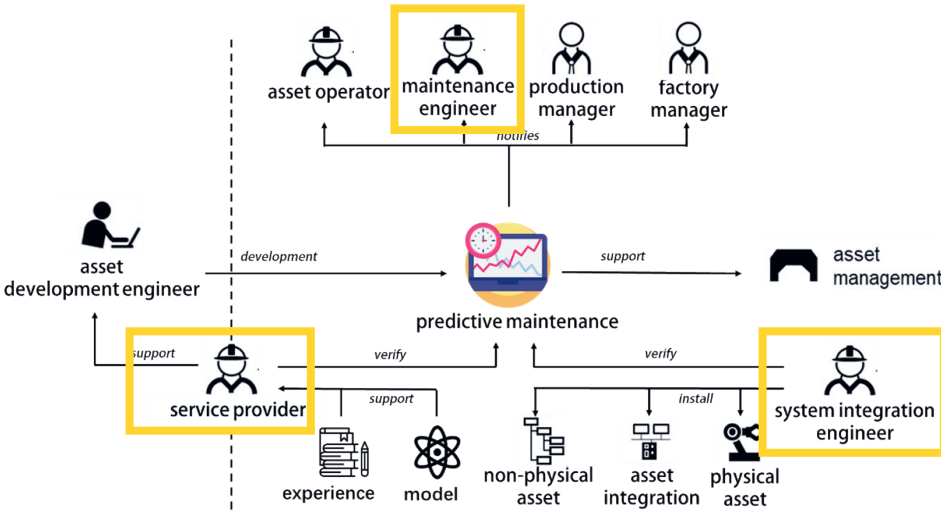 asset operator
maintenance
engineer
production
manager
factory
manager
notifies
asset
development engineer
development
predictive maintenance
support
asset
management
support
service provider
verify
support
experience
model
verify
install
non-physical
asset
asset
integration
physical
asset
system integration
engineer